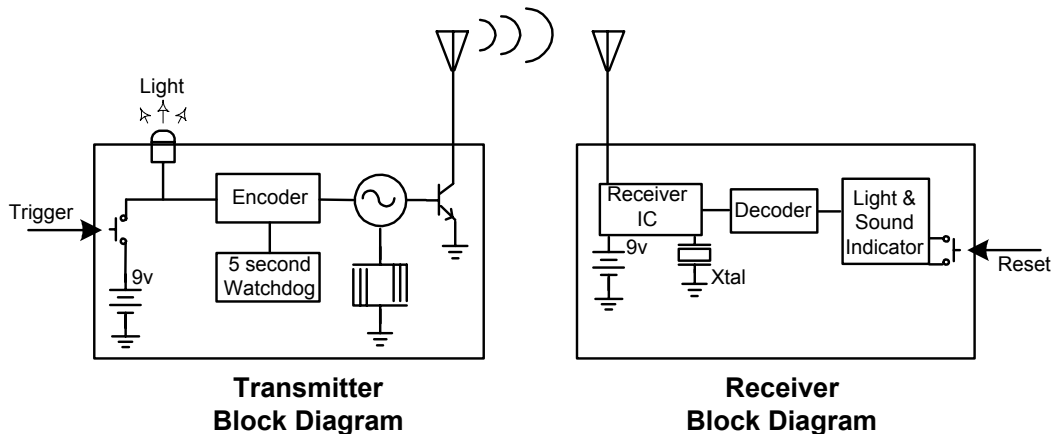 Light
Trigger
Encoder
9v
5 second
Watchdog
Transmitter
Block Diagram
Receiver
IC
Decoder
Light &
Sound
Indicator
9v
Xtal
Reset
Receiver
Block Diagram